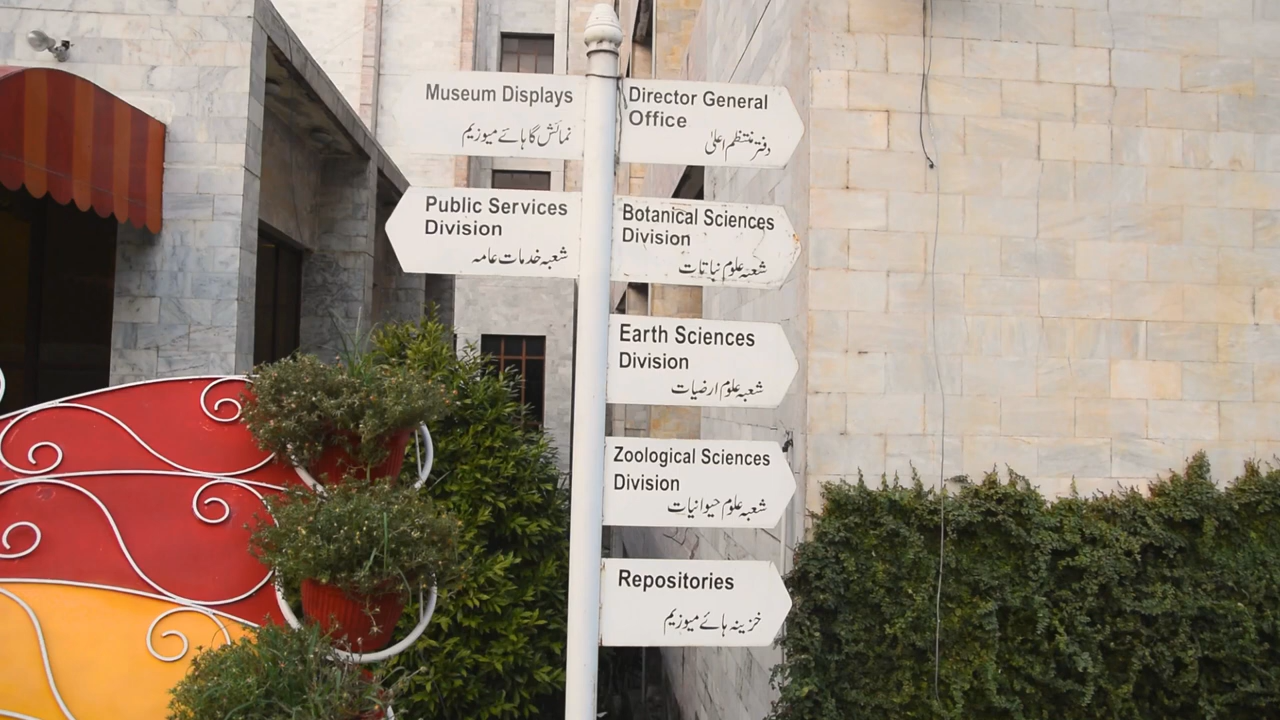 Museum Displays
نمائش گاہائے میوزیم
Director General
Office
دفتر منتظم اعلیٰ
Public Services
Division
شعبہ خدمات عامہ
Botanical Sciences
Division
شعبہ علوم نباتات
Earth Sciences
Division
شعبہ علوم ارضیات
Zoological Sciences
Division
شعبہ علوم حیوانیات
Repositories
خزینہ ہائے میوزیم